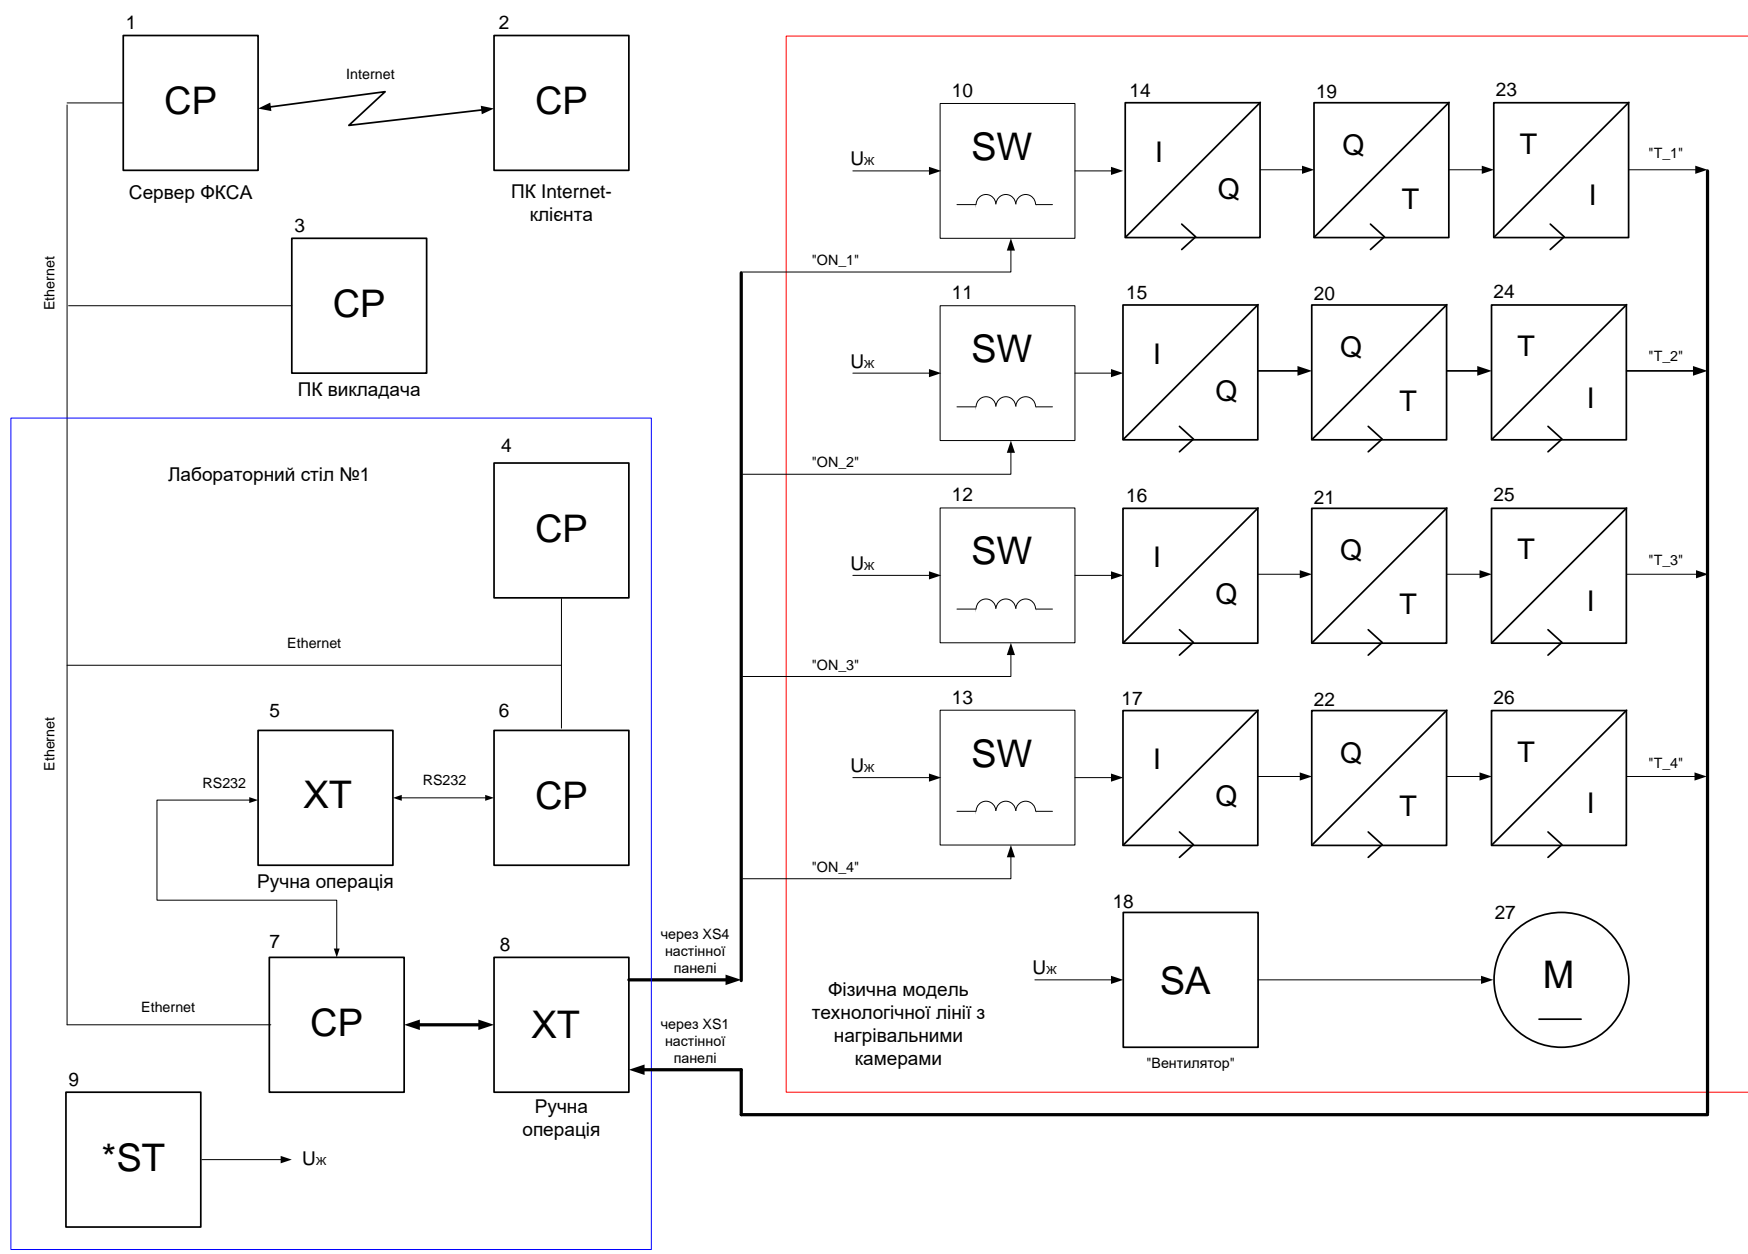 1
CP
Сервер ФКСА
Internet
2
CP
ПК Internet-
клієнта
3
CP
ПК викладача
Ethernet
Лабораторний стіл №1
4
CP
Ethernet
Ethernet
5
XT
Ручна операція
RS232
RS232
6
CP
7
CP
Ethernet
8
XT
Ручна
операція
9
*ST
Uж
через XS4
настінної
панелі
через XS1
настінної
панелі
10
Uж
SW
"ON_1"
14
I
Q
19
Q
T
23
T
I
"T_1"
11
Uж
SW
"ON_2"
15
I
Q
20
Q
T
24
T
I
"T_2"
12
Uж
SW
"ON_3"
16
I
Q
21
Q
T
25
T
I
"T_3"
13
Uж
SW
"ON_4"
17
I
Q
22
Q
T
26
T
I
"T_4"
Фізична модель
технологічної лінії з
нагрівальними
камерами
18
Uж
SA
"Вентилятор"
27
M